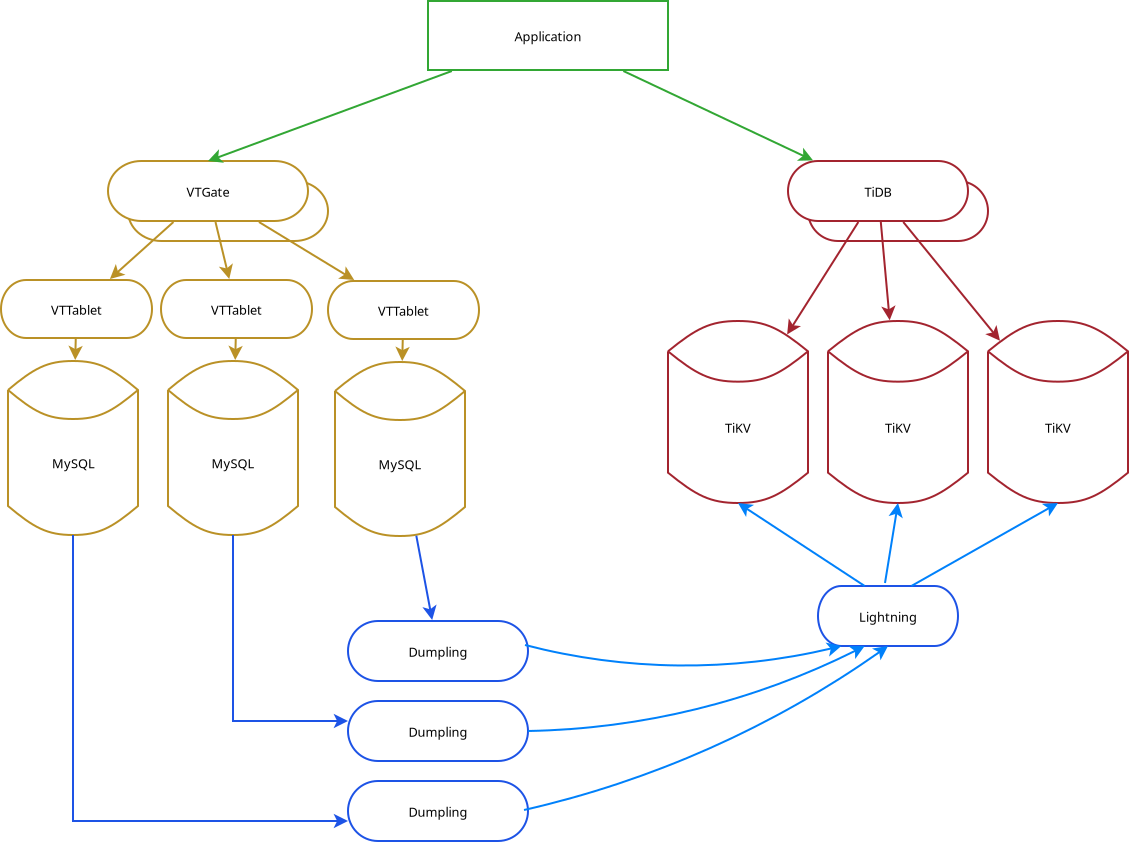 Application
VTGate
TiDB
VTTablet
VTTablet
VTTablet
MySQL
MySQL
MySQL
TiKV
TiKV
TiKV
Lightning
Dumpling
Dumpling
Dumpling